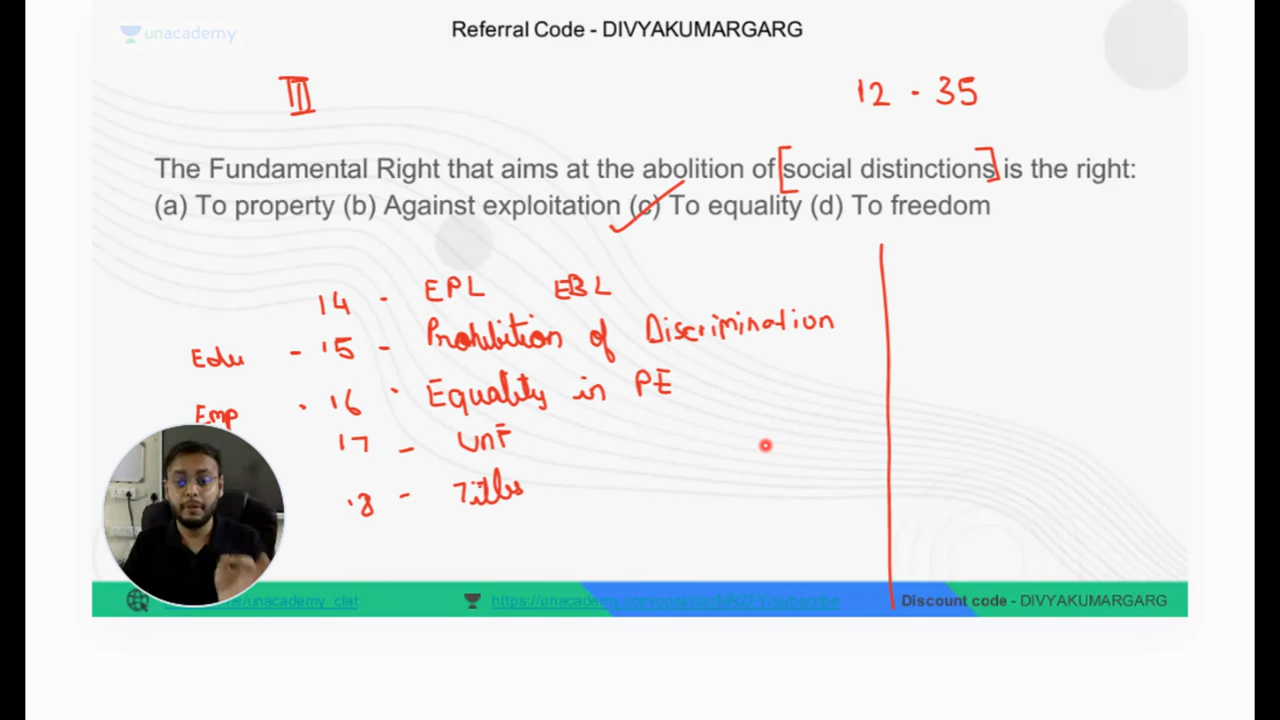 Referral Code - DIVYAKUMARGARG
unacademy
III
12 - 35
The Fundamental Right that aims at the abolition of [social distinctions] is the right:
(a) To property (b) Against exploitation (c) To equality (d) To freedom
14 - EPL EBL
Edu - 15 - Prohibition of Discrimination
Emp - 16 - Equality in PE
17 - UnF
18 - Titles
/unacademy_clat
Discount code - DIVYAKUMARGARG